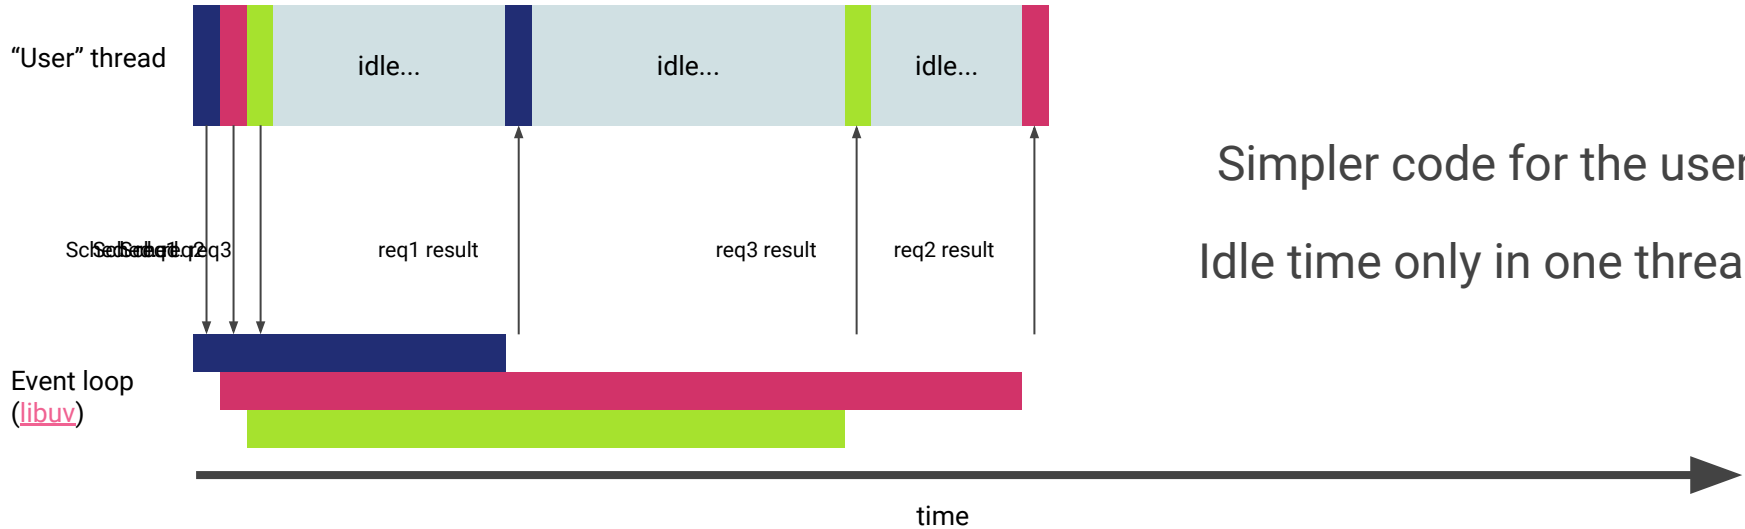 “User” thread
idle...
idle...
idle...
Simpler code for the user
req3
req1 result
req3 result
req2 result
Idle time only in one threa
Event loop
(libuv)
time